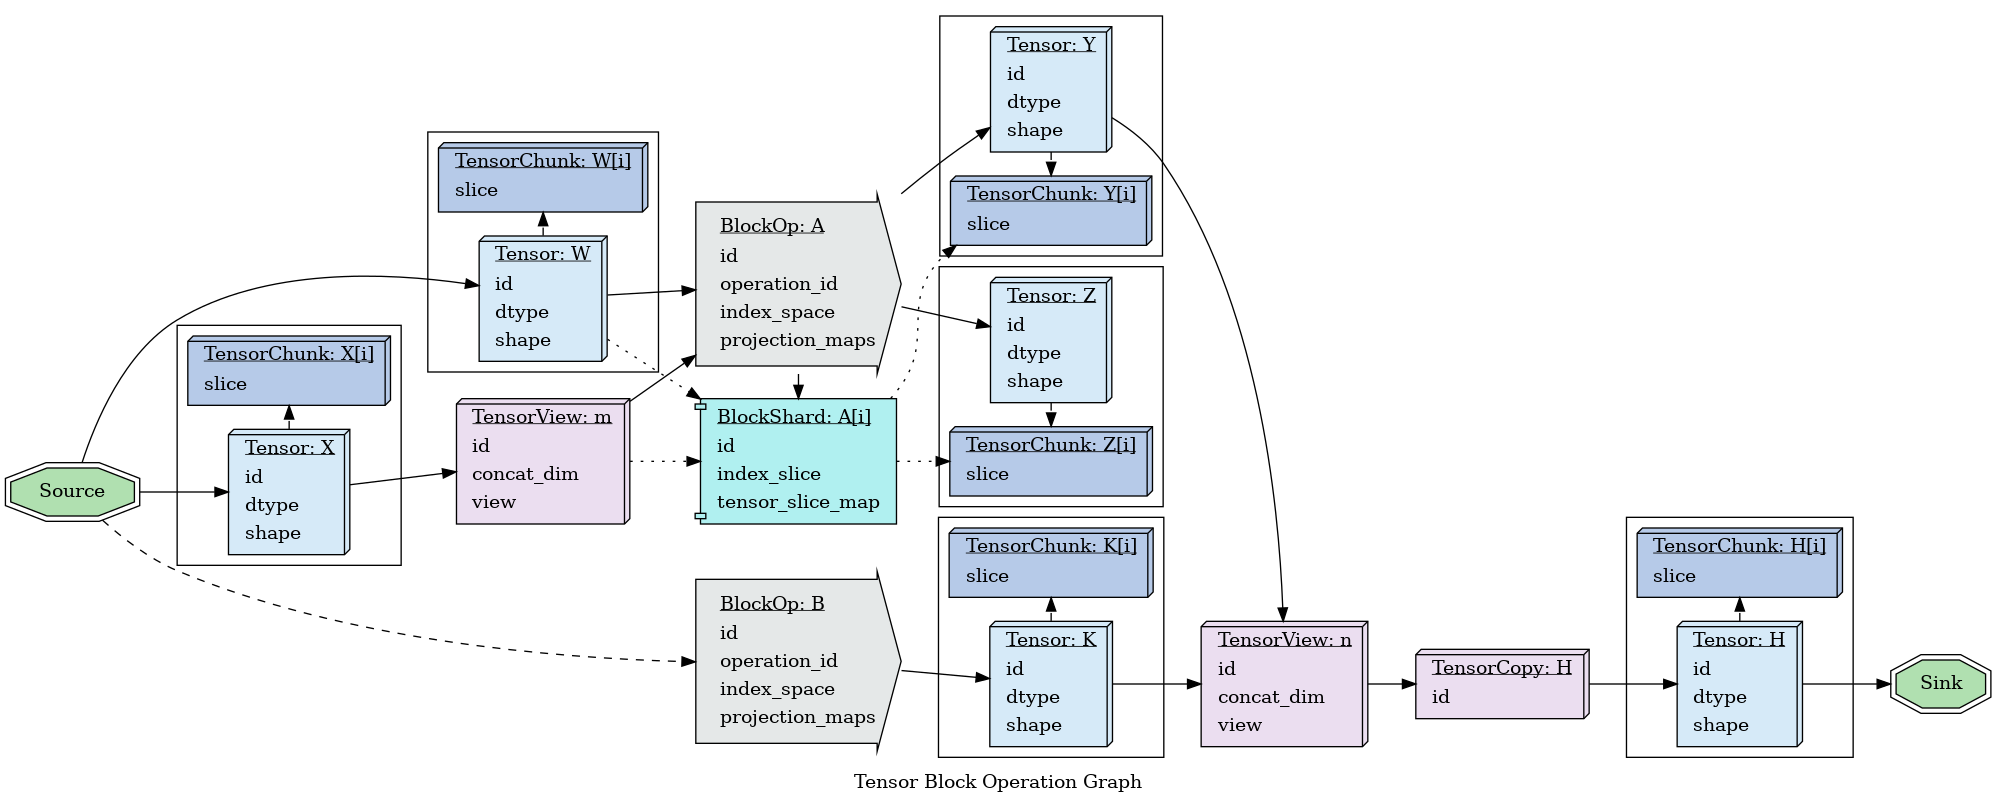 Source
TensorChunk: X[i]
slice
Tensor: X
id
dtype
shape
TensorChunk: W[i]
slice
Tensor: W
id
dtype
shape
TensorView: m
id
concat_dim
view
BlockOp: A
id
operation_id
index_space
projection_maps
BlockShard: A[i]
id
index_slice
tensor_slice_map
BlockOp: B
id
operation_id
index_space
projection_maps
Tensor: Y
id
dtype
shape
TensorChunk: Y[i]
slice
Tensor: Z
id
dtype
shape
TensorChunk: Z[i]
slice
TensorChunk: K[i]
slice
Tensor: K
id
dtype
shape
TensorView: n
id
concat_dim
view
TensorCopy: H
id
TensorChunk: H[i]
slice
Tensor: H
id
dtype
shape
Sink
Tensor Block Operation Graph